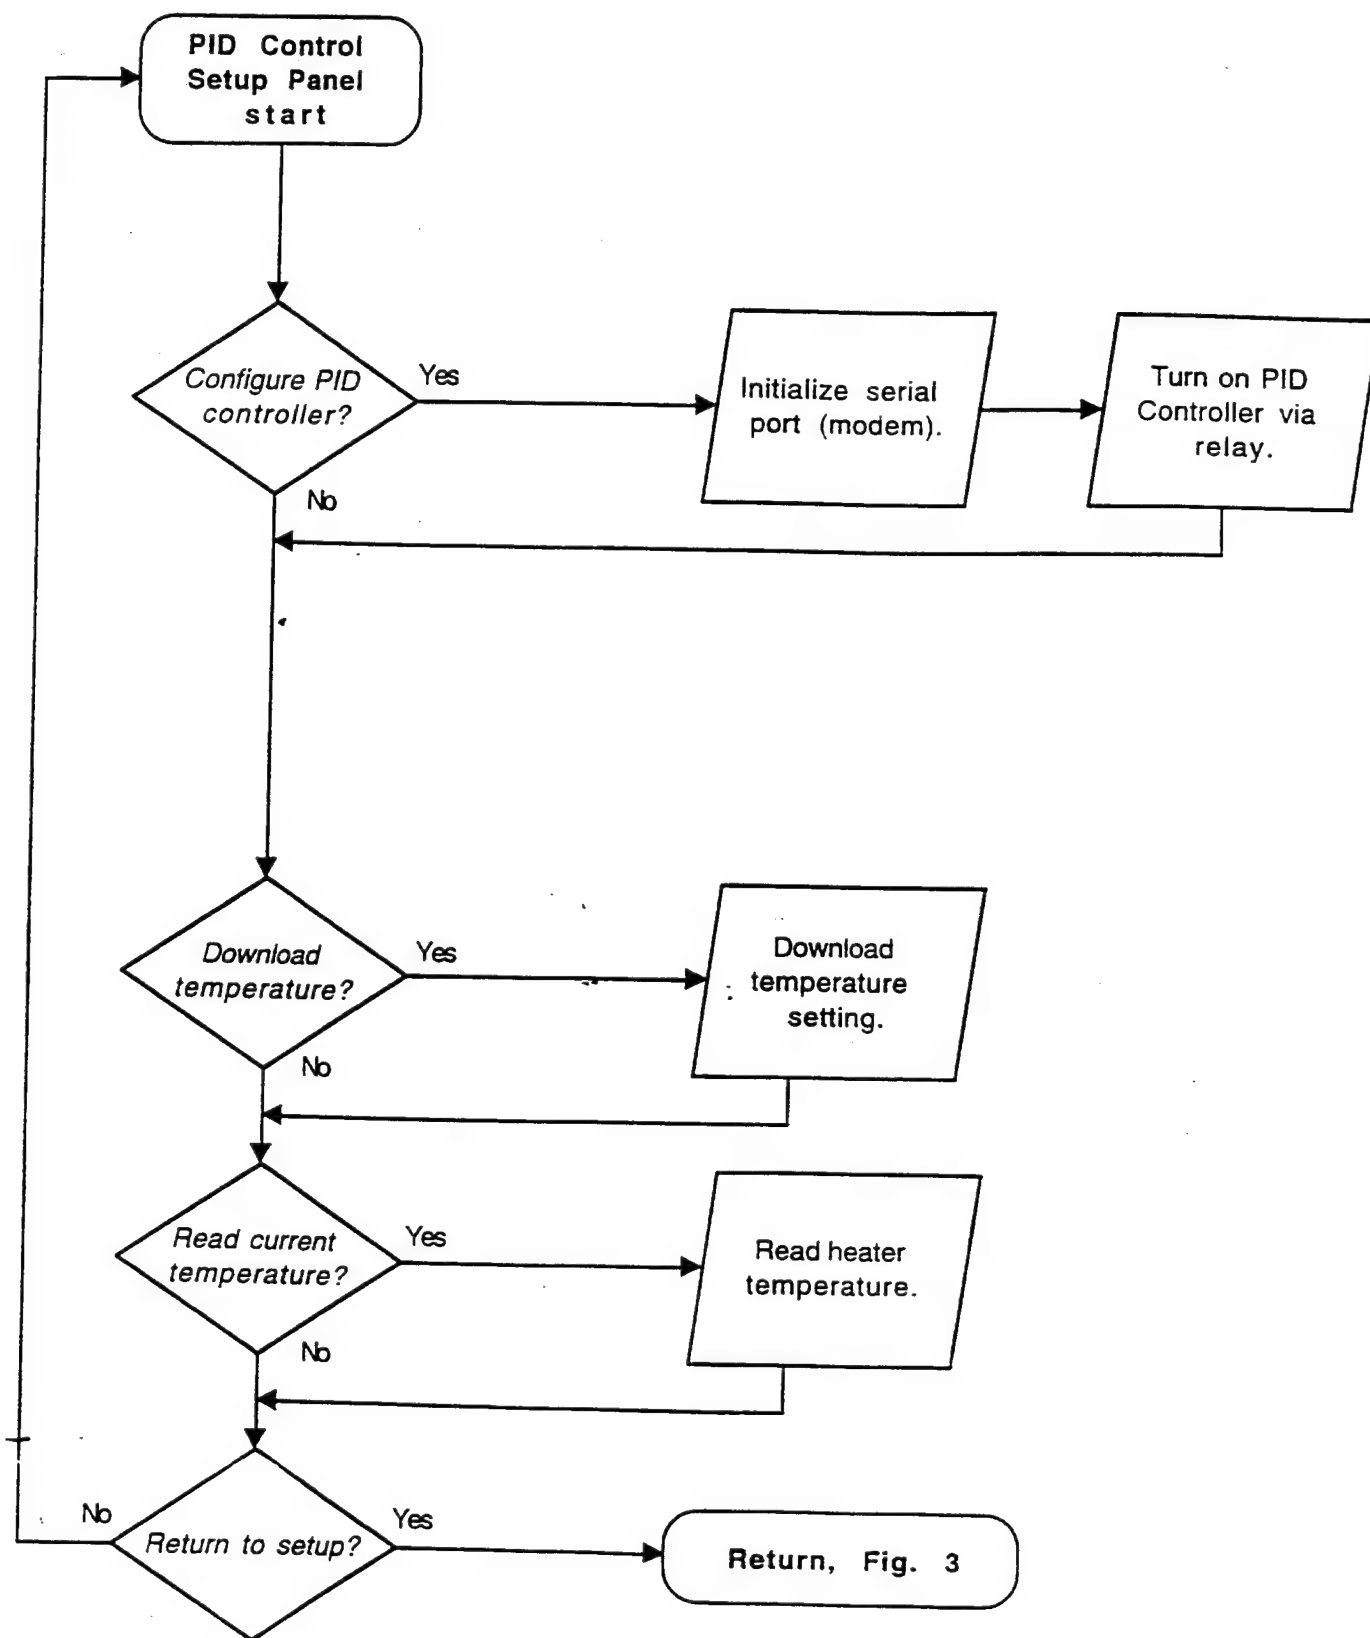 PID Control
Setup Panel
start
Configure PID
controller?
Yes
No
Initialize serial
port (modem).
Turn on PID
Controller via
relay.
Download
temperature?
Yes
No
Download
temperature
setting.
Read current
temperature?
Yes
No
Read heater
temperature.
Return to setup?
No
Yes
Return, Fig. 3